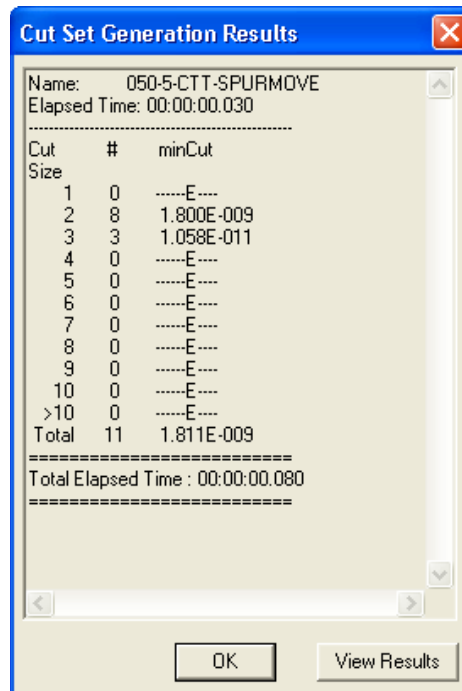 Cut Set Generation Results
Name: 050-5-CTT-SPURMOVE
Elapsed Time: 00:00:00.030
--------------------------------------------------
Cut # minCut
Size
1 0 ------E----
2 8 1.800E-009
3 3 1.058E-011
4 0 ------E----
5 0 ------E----
6 0 ------E----
7 0 ------E----
8 0 ------E----
9 0 ------E----
10 0 ------E----
>10 0 ------E----
Total 11 1.811E-009
==========================
Total Elapsed Time : 00:00:00.080
==========================
OK View Results